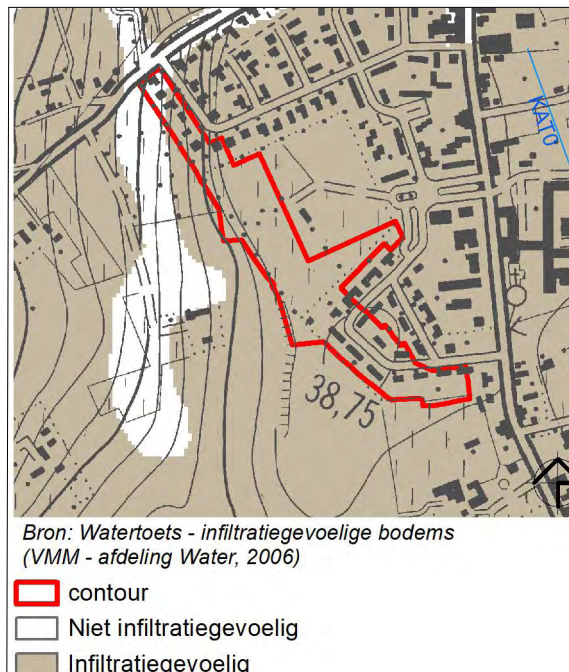 KATO
38,75
Bron: Watertoets - infiltratiegevoelige bodems
(VMM - afdeling Water, 2006)
contour
Niet infiltratiegevoelig
Infiltratiegevoelig